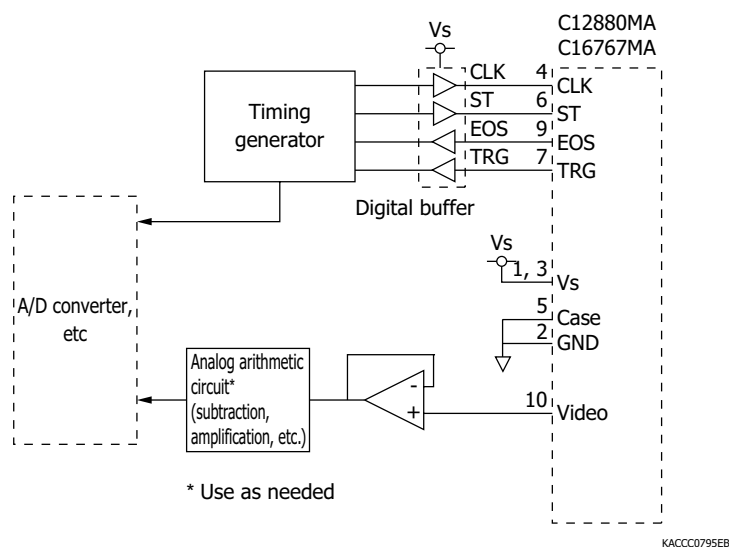 C12880MA
C16767MA
Vs
CLK
4
CLK
ST
6
ST
EOS
9
EOS
TRG
7
TRG
Timing
generator
Digital buffer
Vs
1, 3
Vs
5
Case
2
GND
A/D converter,
etc
Analog arithmetic
circuit*
(subtraction,
amplification, etc.)
-
+
10
Video
* Use as needed
KACCC0795EB